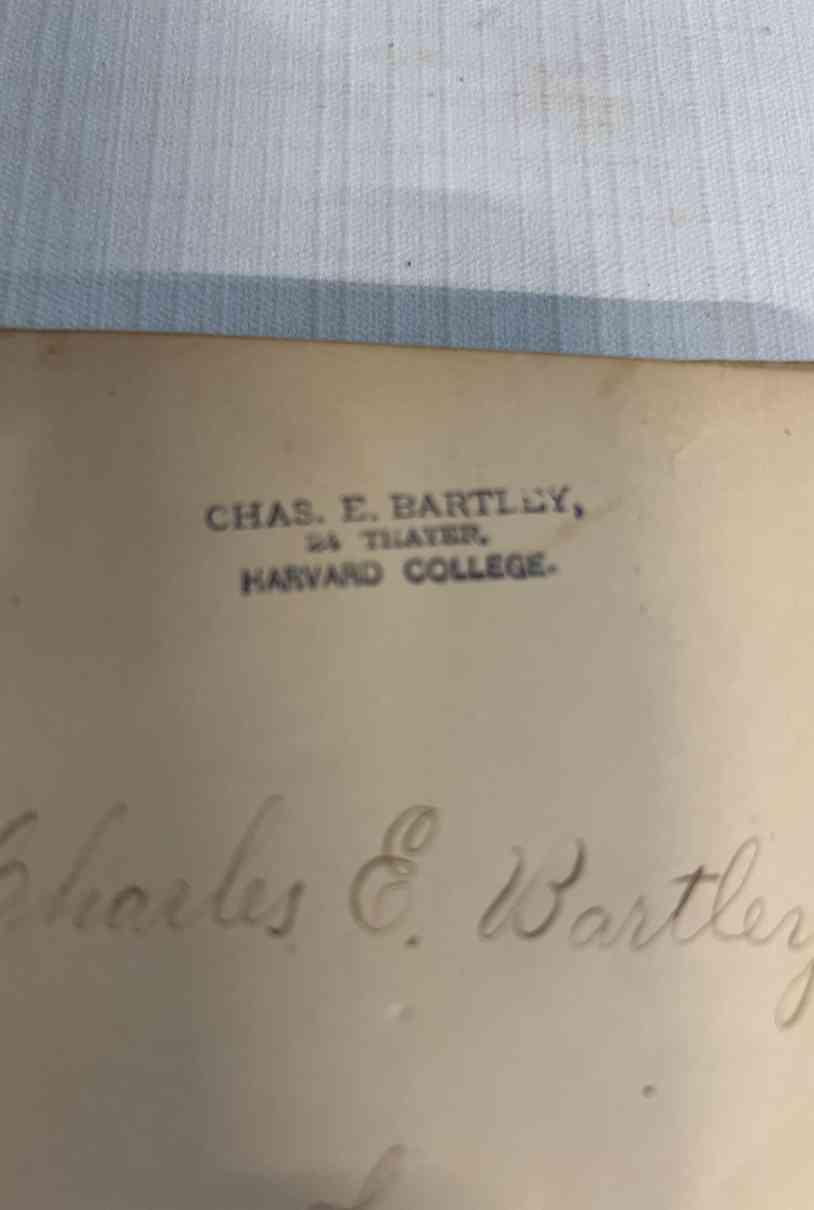 CHAS. E. BARTLEY,
24 THAYER,
HARVARD COLLEGE.
Charles E. Bartley